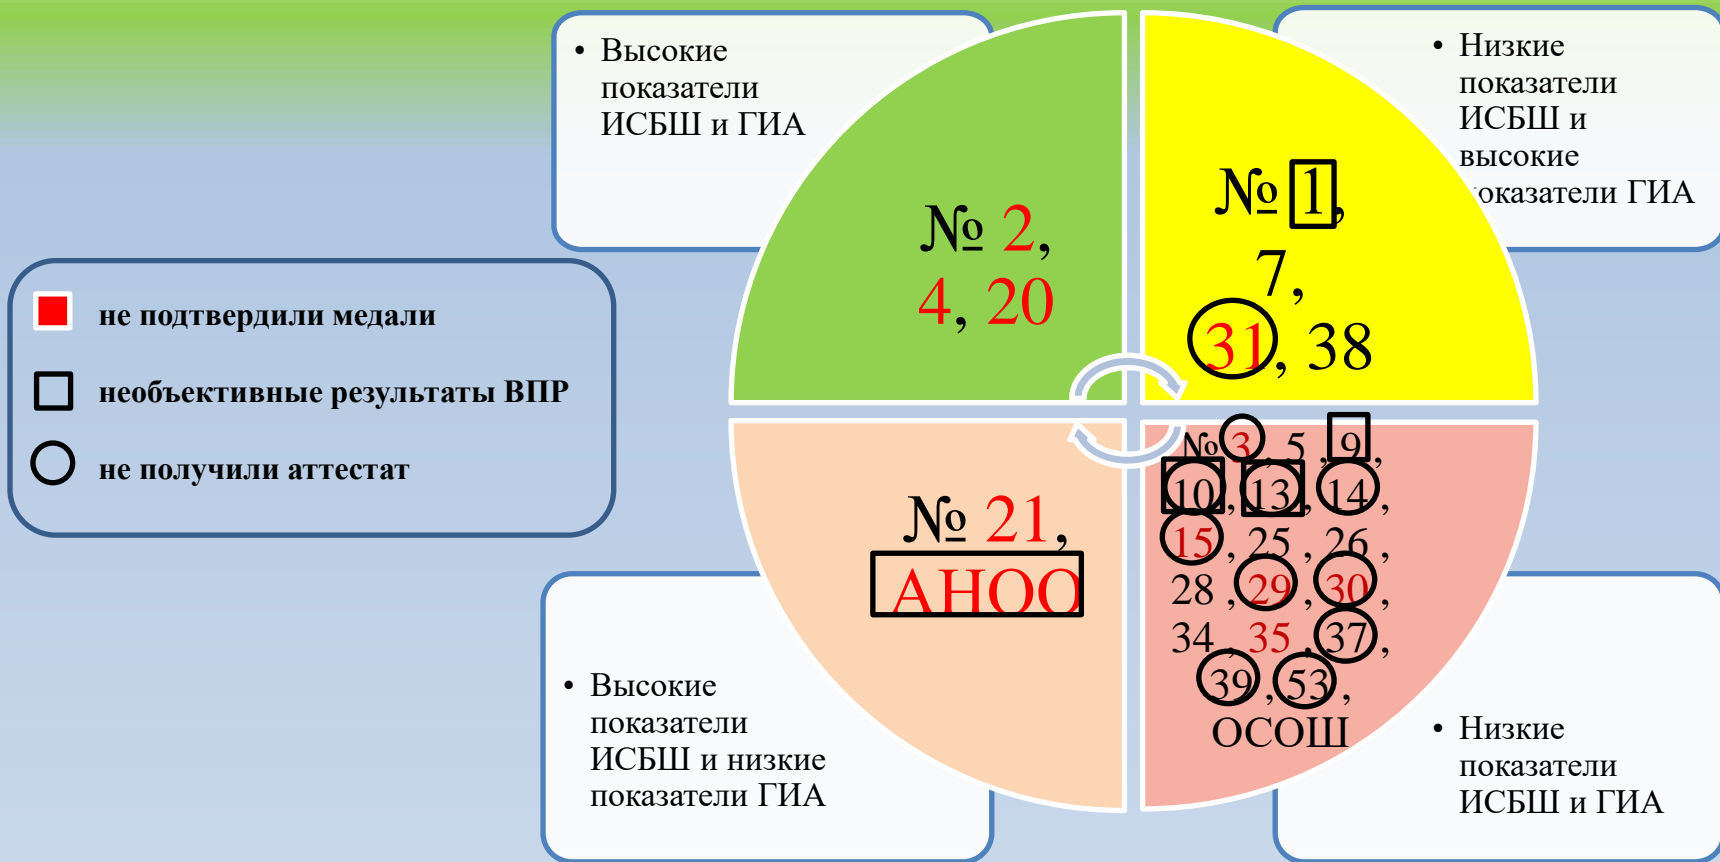 • Высокие
показатели
ИСБШ и ГИА
№ 2,
4, 20
№ 1,
7,
31, 38
• Низкие
показатели
ИСБШ и
высокие
показатели ГИА
не подтвердили медали
необъективные результаты ВПР
не получили аттестат
№ 21,
АНОО
№ 3 , 5 , 9 ,
10 , 13 , 14 ,
15 , 25 , 26 ,
28 , 29 , 30 ,
34 , 35 , 37 ,
39 , 53 ,
ОСОШ
• Высокие
показатели
ИСБШ и низкие
показатели ГИА
• Низкие
показатели
ИСБШ и ГИА